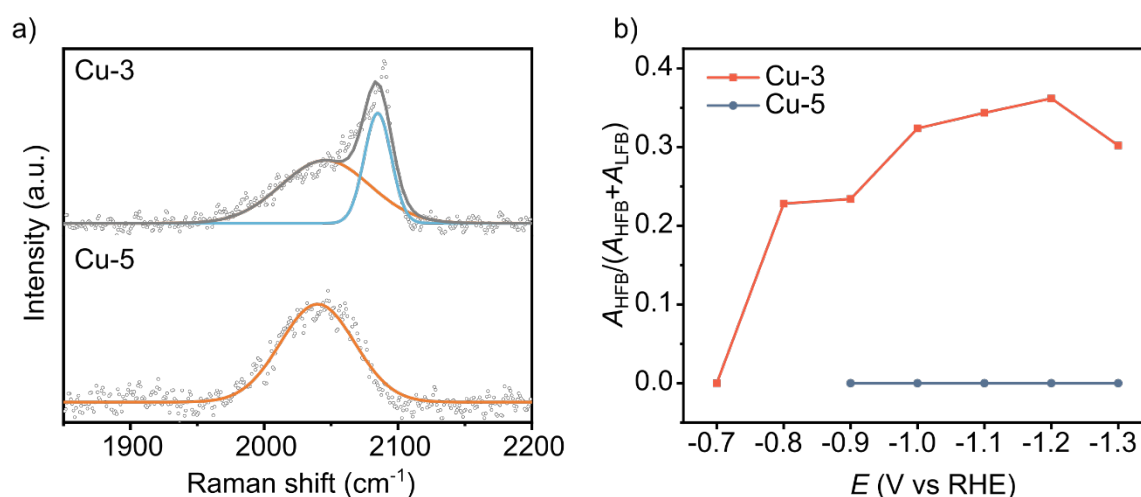 a)
Cu-3
Cu-5
Intensity (a.u.)
1900 2000 2100 2200
Raman shift (cm⁻¹)
b)
Cu-3
Cu-5
0.4
0.3
0.2
0.1
0.0
A_HFB/(A_HFB+A_LFB)
-0.7 -0.8 -0.9 -1.0 -1.1 -1.2 -1.3
E (V vs RHE)